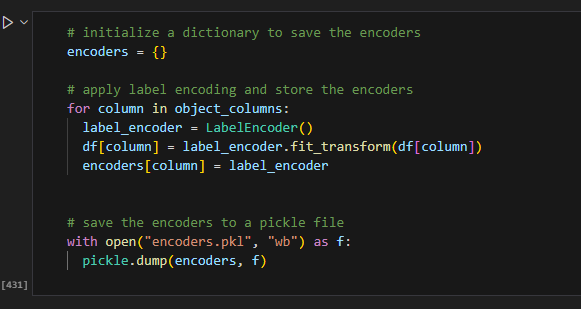 # initialize a dictionary to save the encoders
encoders = {}
# apply label encoding and store the encoders
for column in object_columns:
label_encoder = LabelEncoder()
df[column] = label_encoder.fit_transform(df[column])
encoders[column] = label_encoder
# save the encoders to a pickle file
with open("encoders.pkl", "wb") as f:
pickle.dump(encoders, f)
[431]